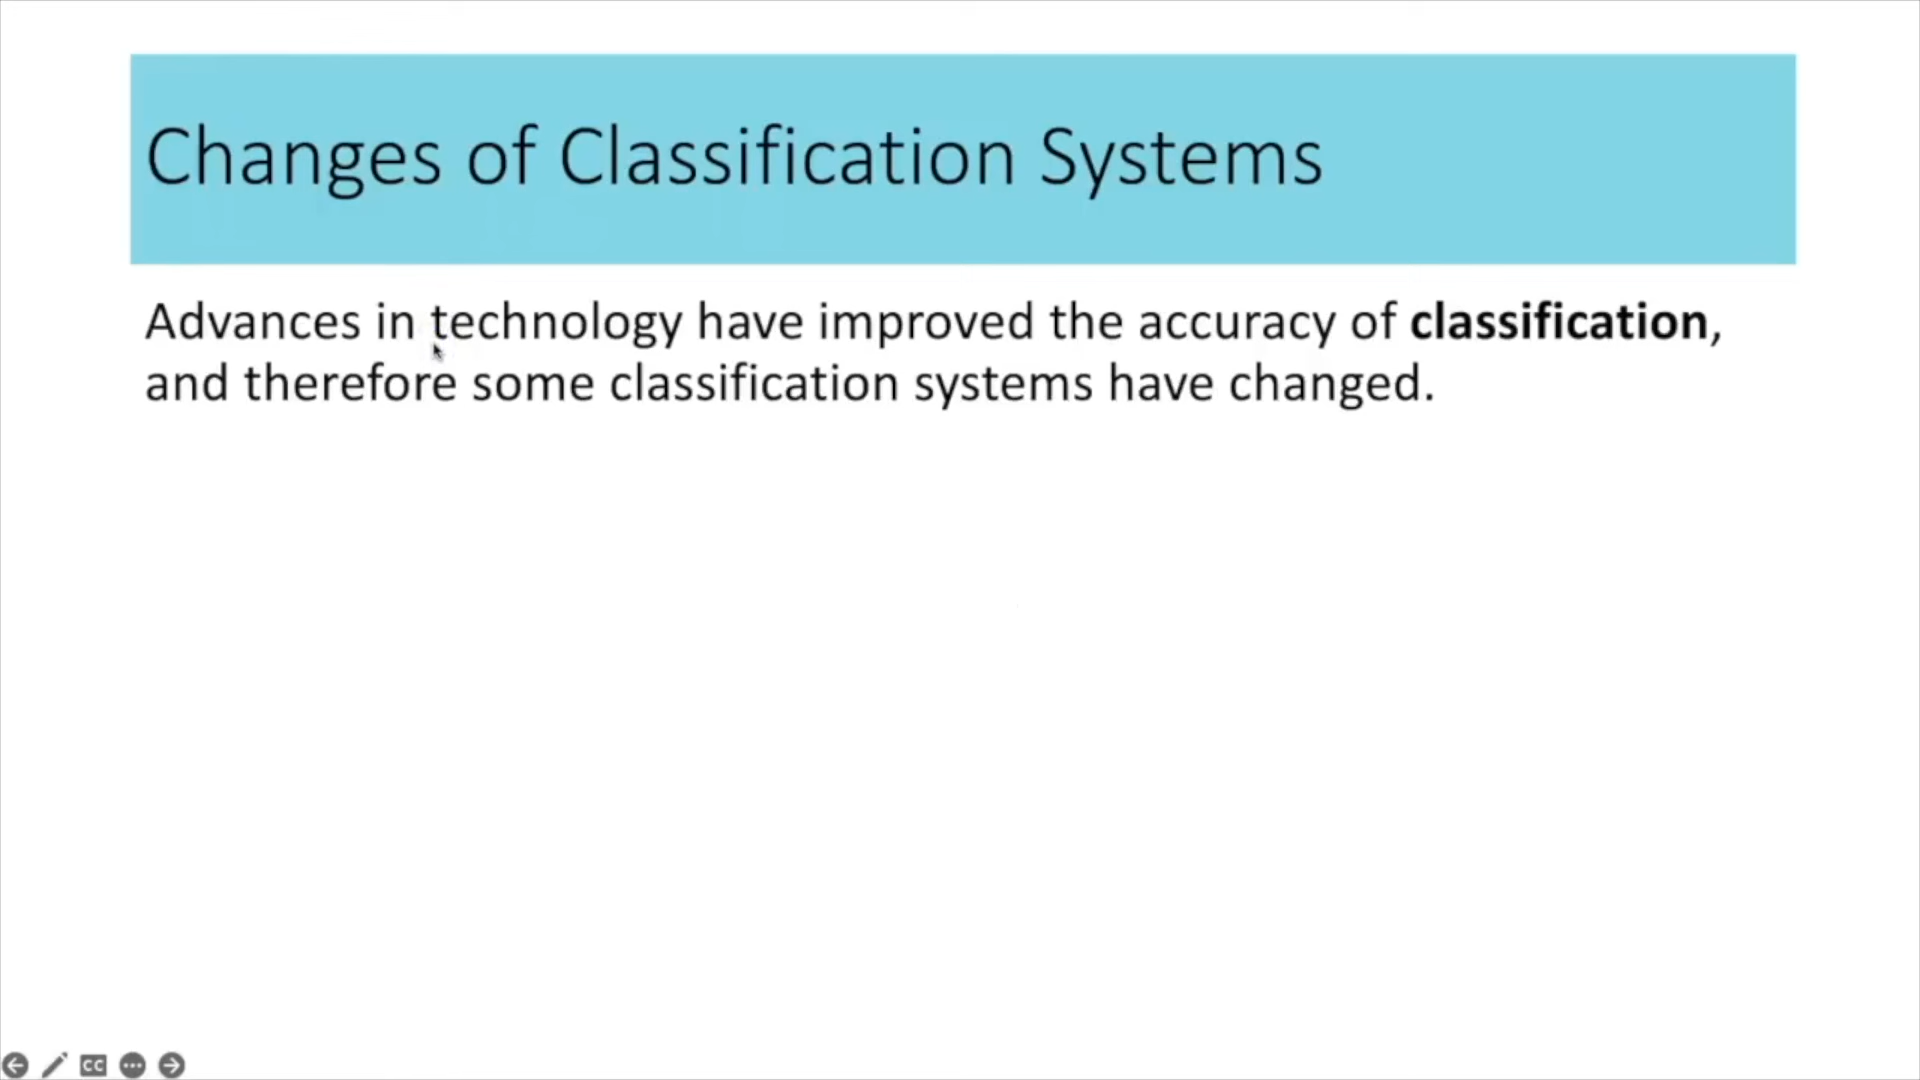 Changes of Classification Systems
Advances in technology have improved the accuracy of classification,
and therefore some classification systems have changed.
CC